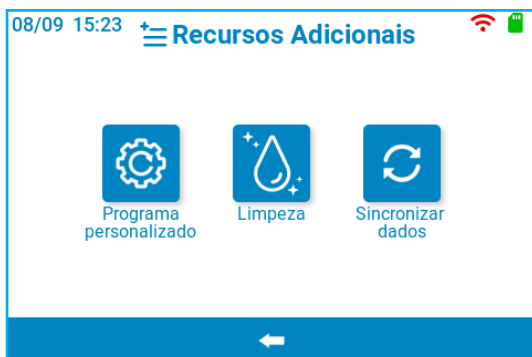 08/09 15:23
Recursos Adicionais
Programa
personalizado
Limpeza
Sincronizar
dados